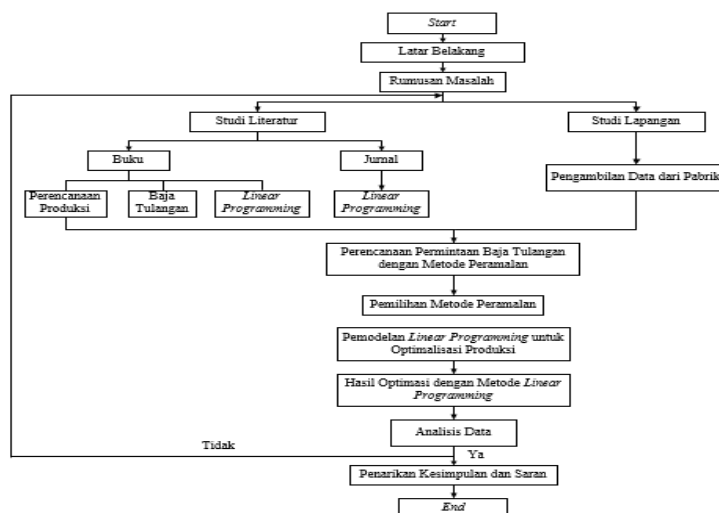 Start
Latar Belakang
Rumusan Masalah
Studi Literatur
Studi Lapangan
Buku
Jurnal
Pengambilan Data dari Pabrik
Perencanaan
Produksi
Baja
Tulangan
Linear
Programming
Linear
Programming
Perencanaan Permintaan Baja Tulangan
dengan Metode Peramalan
Pemilihan Metode Peramalan
Pemodelan Linear Programming untuk
Optimalisasi Produksi
Hasil Optimasi dengan Metode Linear
Programming
Analisis Data
Tidak
Ya
Penarikan Kesimpulan dan Saran
End